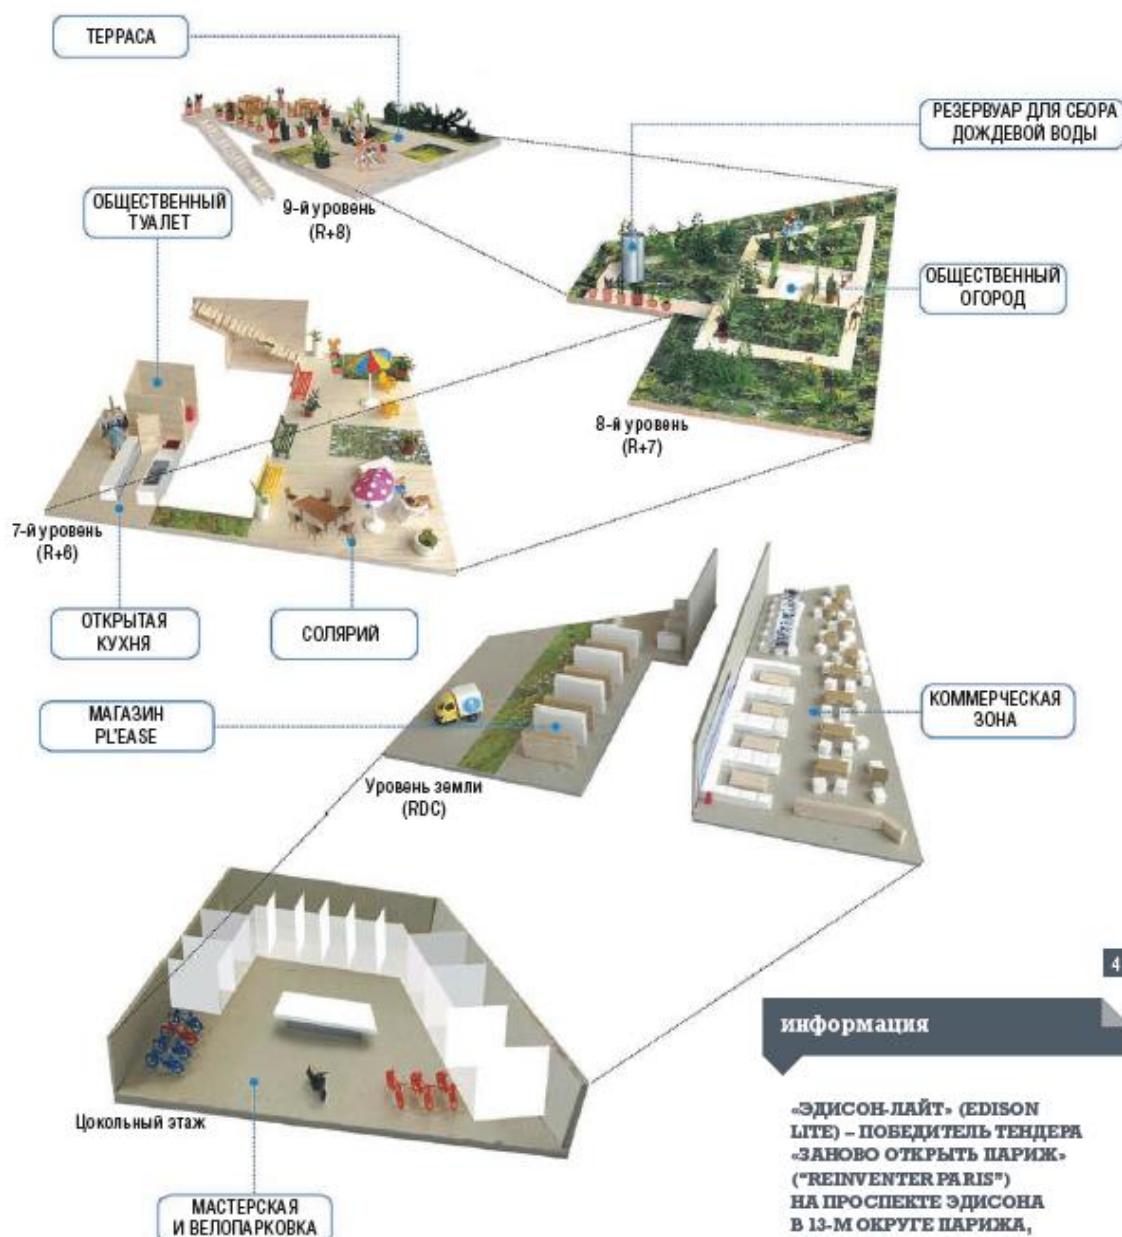 ТЕРРАСА
РЕЗЕРВУАР ДЛЯ СБОРА
ДОЖДЕВОЙ ВОДЫ
ОБЩЕСТВЕННЫЙ
ТУАЛЕТ
9-й уровень
(R+8)
ОБЩЕСТВЕННЫЙ
ОГОРОД
8-й уровень
(R+7)
7-й уровень
(R+6)
ОТКРЫТАЯ
КУХНЯ
СОЛЯРИЙ
МАГАЗИН
PL'EASE
КОММЕРЧЕСКАЯ
ЗОНА
Уровень земли
(RDC)
Цокольный этаж
МАСТЕРСКАЯ
И ВЕЛОПАРКОВКА
4
информация
«ЭДИСОН-ЛАЙТ» (EDISON
LITE) – ПОБЕДИТЕЛЬ ТЕНДЕРА
«ЗАНОВО ОТКРЫТЬ ПАРИЖ»
("REINVENTER PARIS")
НА ПРОСПЕКТЕ ЭДИСОНА
В 13-М ОКРУГЕ ПАРИЖА,